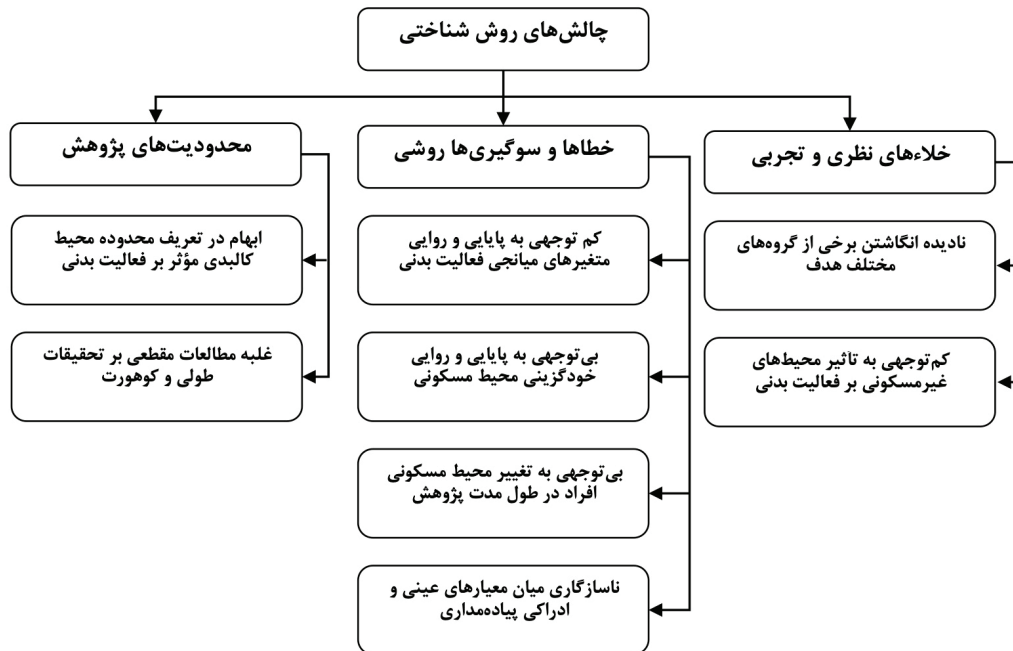 چالش‌های روش شناختی
خلاءهای نظری و تجربی
نادیده انگاشتن برخی از گروه‌های
مختلف هدف
کم‌توجهی به تأثیر محیط‌های
غیرمسکونی بر فعالیت بدنی
خطاها و سوگیری‌ها روشی
کم توجهی به پایایی و روایی
متغیرهای میانجی فعالیت بدنی
بی‌توجهی به پایایی و روایی
خودگزینی محیط مسکونی
بی‌توجهی به تغییر محیط مسکونی
افراد در طول مدت پژوهش
ناسازگاری میان معیارهای عینی و
ادراکی پیاده‌مداری
محدودیت‌های پژوهش
ابهام در تعریف محدوده محیط
کالبدی مؤثر بر فعالیت بدنی
غلبه مطالعات مقطعی بر تحقیقات
طولی و کوهورت